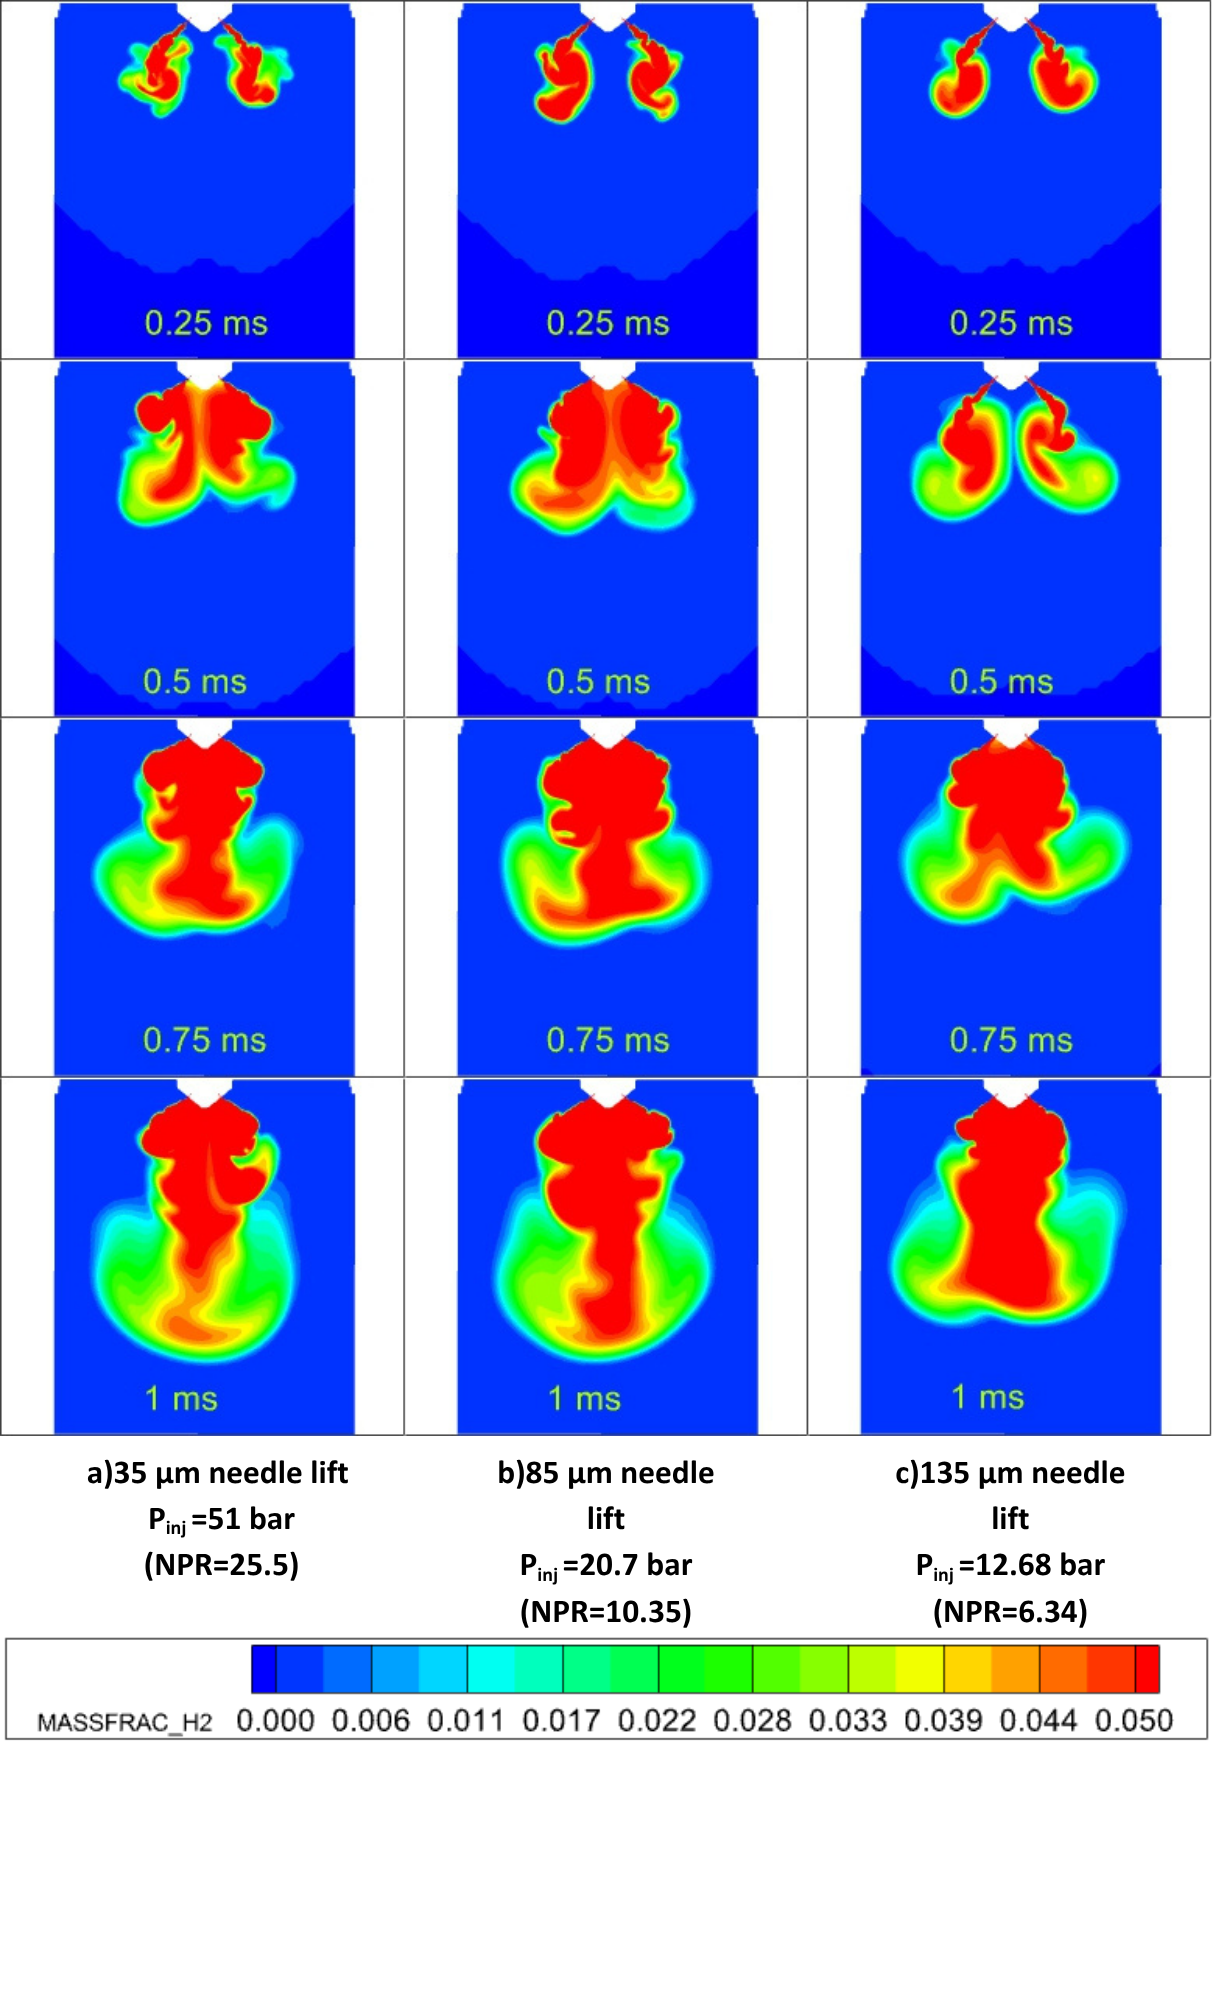 0.25 ms
0.25 ms
0.25 ms
0.5 ms
0.5 ms
0.5 ms
0.75 ms
0.75 ms
0.75 ms
1 ms
1 ms
1 ms
a)35 µm needle lift
Pinj =51 bar
(NPR=25.5)
b)85 µm needle
lift
Pinj =20.7 bar
(NPR=10.35)
c)135 µm needle
lift
Pinj =12.68 bar
(NPR=6.34)
MASSFRAC_H2 0.000 0.006 0.011 0.017 0.022 0.028 0.033 0.039 0.044 0.050